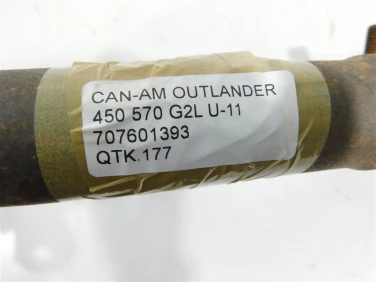 CAN-AM OUTLANDER
450 570 G2L U-11
707601393
QTK.177